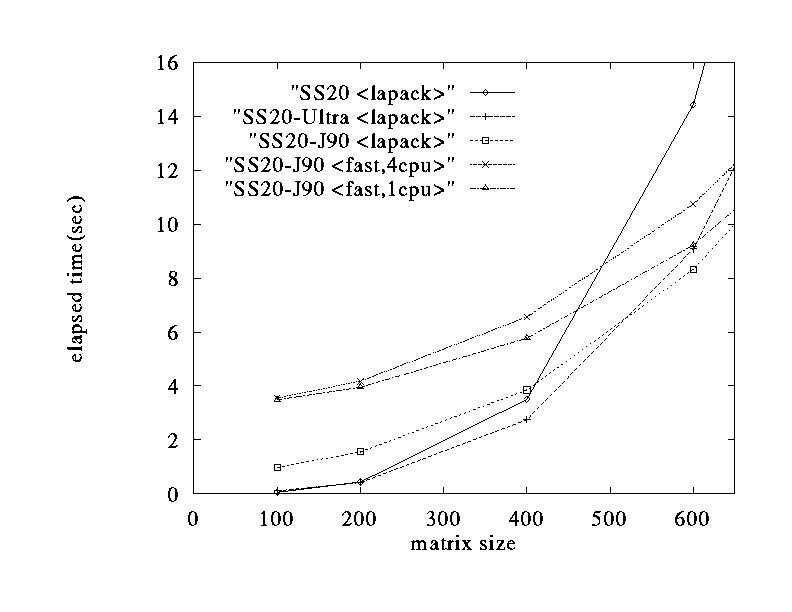 16
14
12
10
8
6
4
2
0
0 100 200 300 400 500 600
elapsed time(sec)
matrix size
"SS20 <lapack>"
"SS20-Ultra <lapack>"
"SS20-J90 <lapack>"
"SS20-J90 <fast,4cpu>"
"SS20-J90 <fast,1cpu>"